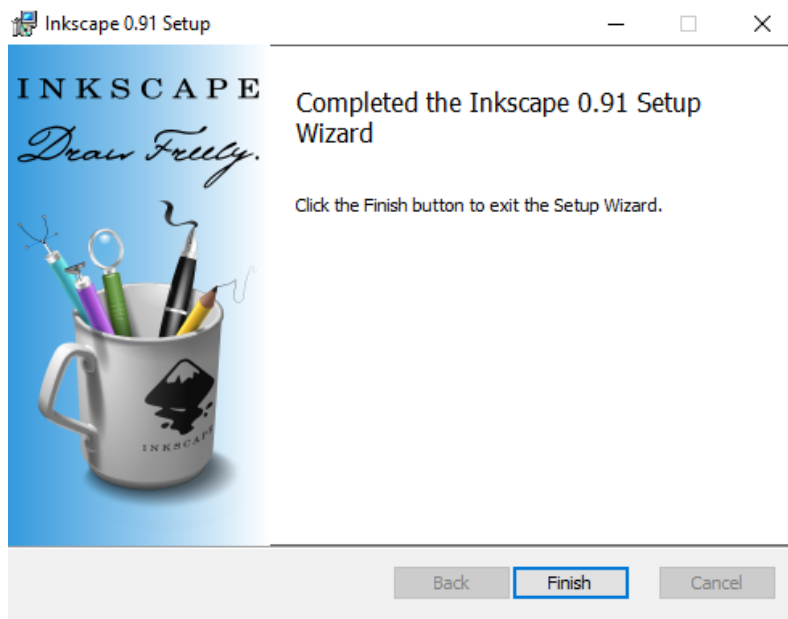 Inkscape 0.91 Setup
INKSCAPE
Draw Freely.
Completed the Inkscape 0.91 Setup
Wizard
Click the Finish button to exit the Setup Wizard.
INKSCAPE
Back
Finish
Cancel